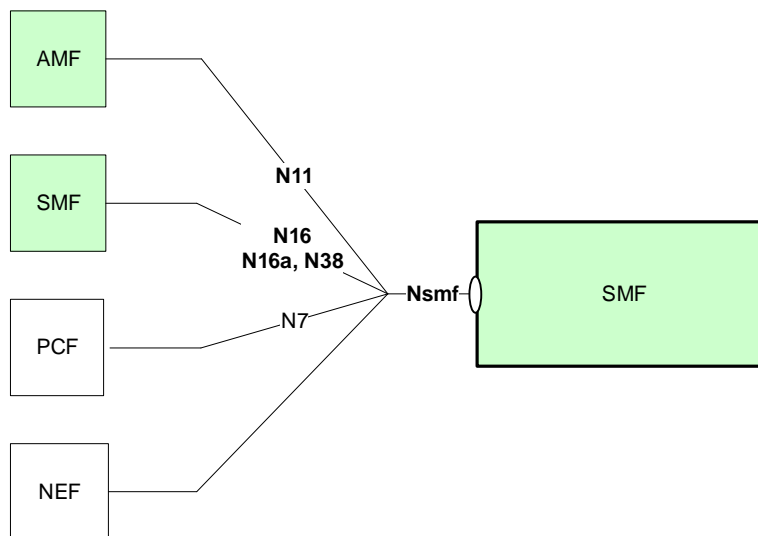 AMF
N11
SMF
N16
N16a, N38
Nsmf
SMF
N7
PCF
NEF